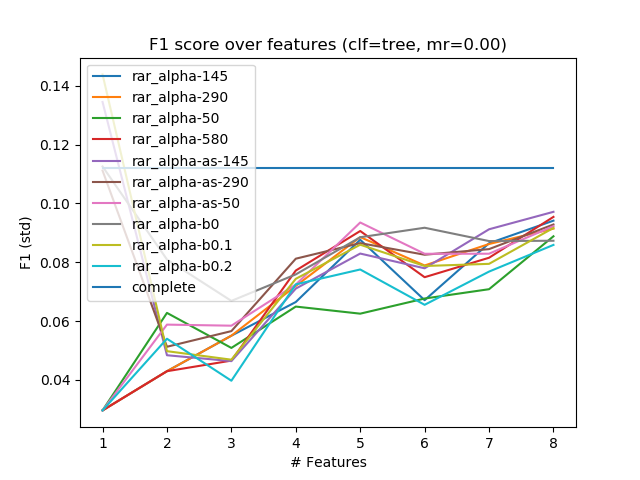 F1 score over features (clf=tree, mr=0.00)
rar_alpha-145
rar_alpha-290
rar_alpha-50
rar_alpha-580
rar_alpha-as-145
rar_alpha-as-290
rar_alpha-as-50
rar_alpha-b0
rar_alpha-b0.1
rar_alpha-b0.2
complete
0.14
0.12
0.10
0.08
0.06
0.04
F1 (std)
1 2 3 4 5 6 7 8
# Features